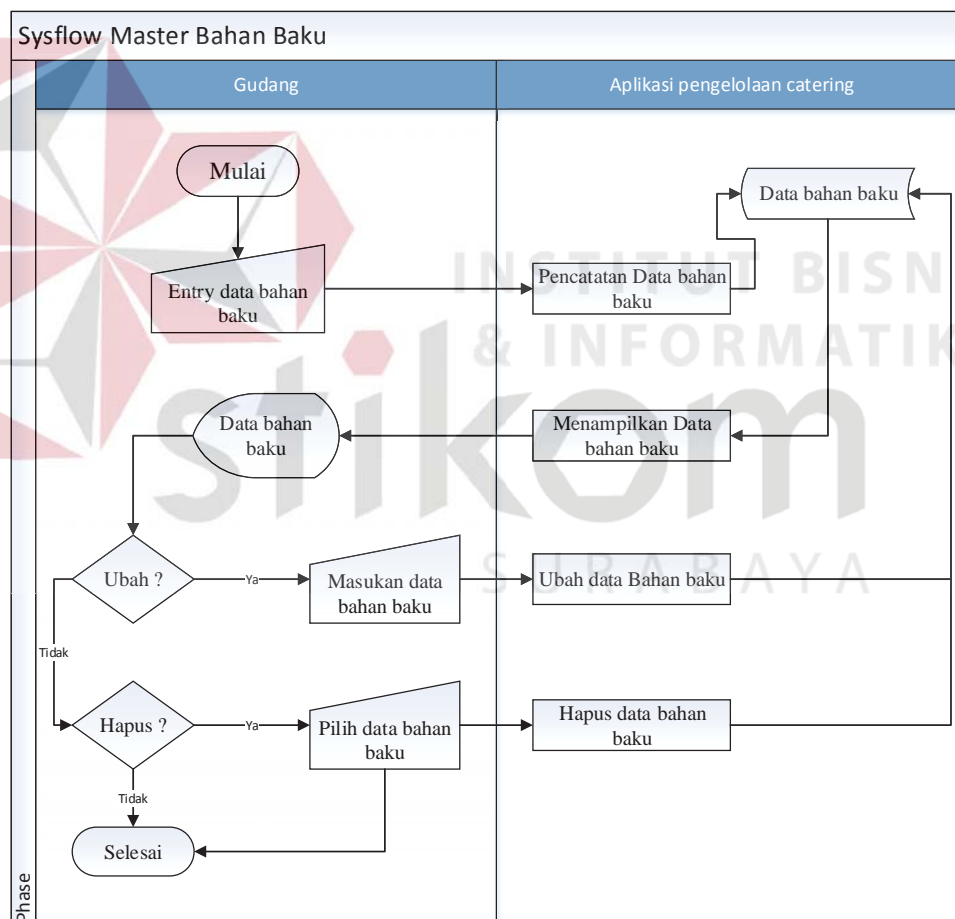 Sysflow Master Bahan Baku
Gudang
Aplikasi pengelolaan catering
Mulai
Data bahan baku
Entry data bahan
baku
Pencatatan Data bahan
baku
INSTITUT BISN
& INFORMATIK
stikom
SURABAYA
Data bahan
baku
Menampilkan Data
bahan baku
Ubah ?
Ya
Masukan data
bahan baku
Ubah data Bahan baku
Tidak
Hapus ?
Ya
Pilih data bahan
baku
Hapus data bahan
baku
Tidak
Selesai
Phase